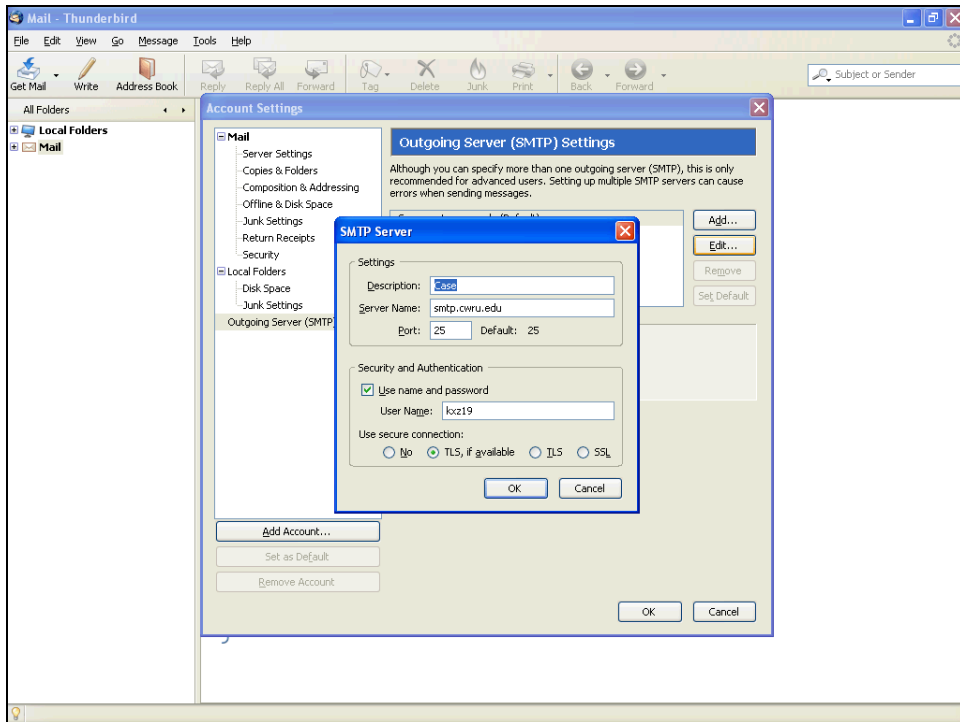 Mail - Thunderbird
File Edit View Go Message Tools Help
Get Mail Write Address Book Reply Reply All Forward Tag Delete Junk Print Back Forward
Subject or Sender
All Folders
Local Folders
Mail
Account Settings
Mail
Server Settings
Copies & Folders
Composition & Addressing
Offline & Disk Space
Junk Settings
Return Receipts
Security
Local Folders
Disk Space
Junk Settings
Outgoing Server (SMTP)
Add Account...
Set as Default
Remove Account
Outgoing Server (SMTP) Settings
Although you can specify more than one outgoing server (SMTP), this is only
recommended for advanced users. Setting up multiple SMTP servers can cause
errors when sending messages.
Add...
Edit...
Remove
Set Default
SMTP Server
Settings
Description: Case
Server Name: smtp.cwru.edu
Port: 25 Default: 25
Security and Authentication
Use name and password
User Name: kxz19
Use secure connection:
No TLS, if available TLS SSL
OK Cancel
OK Cancel